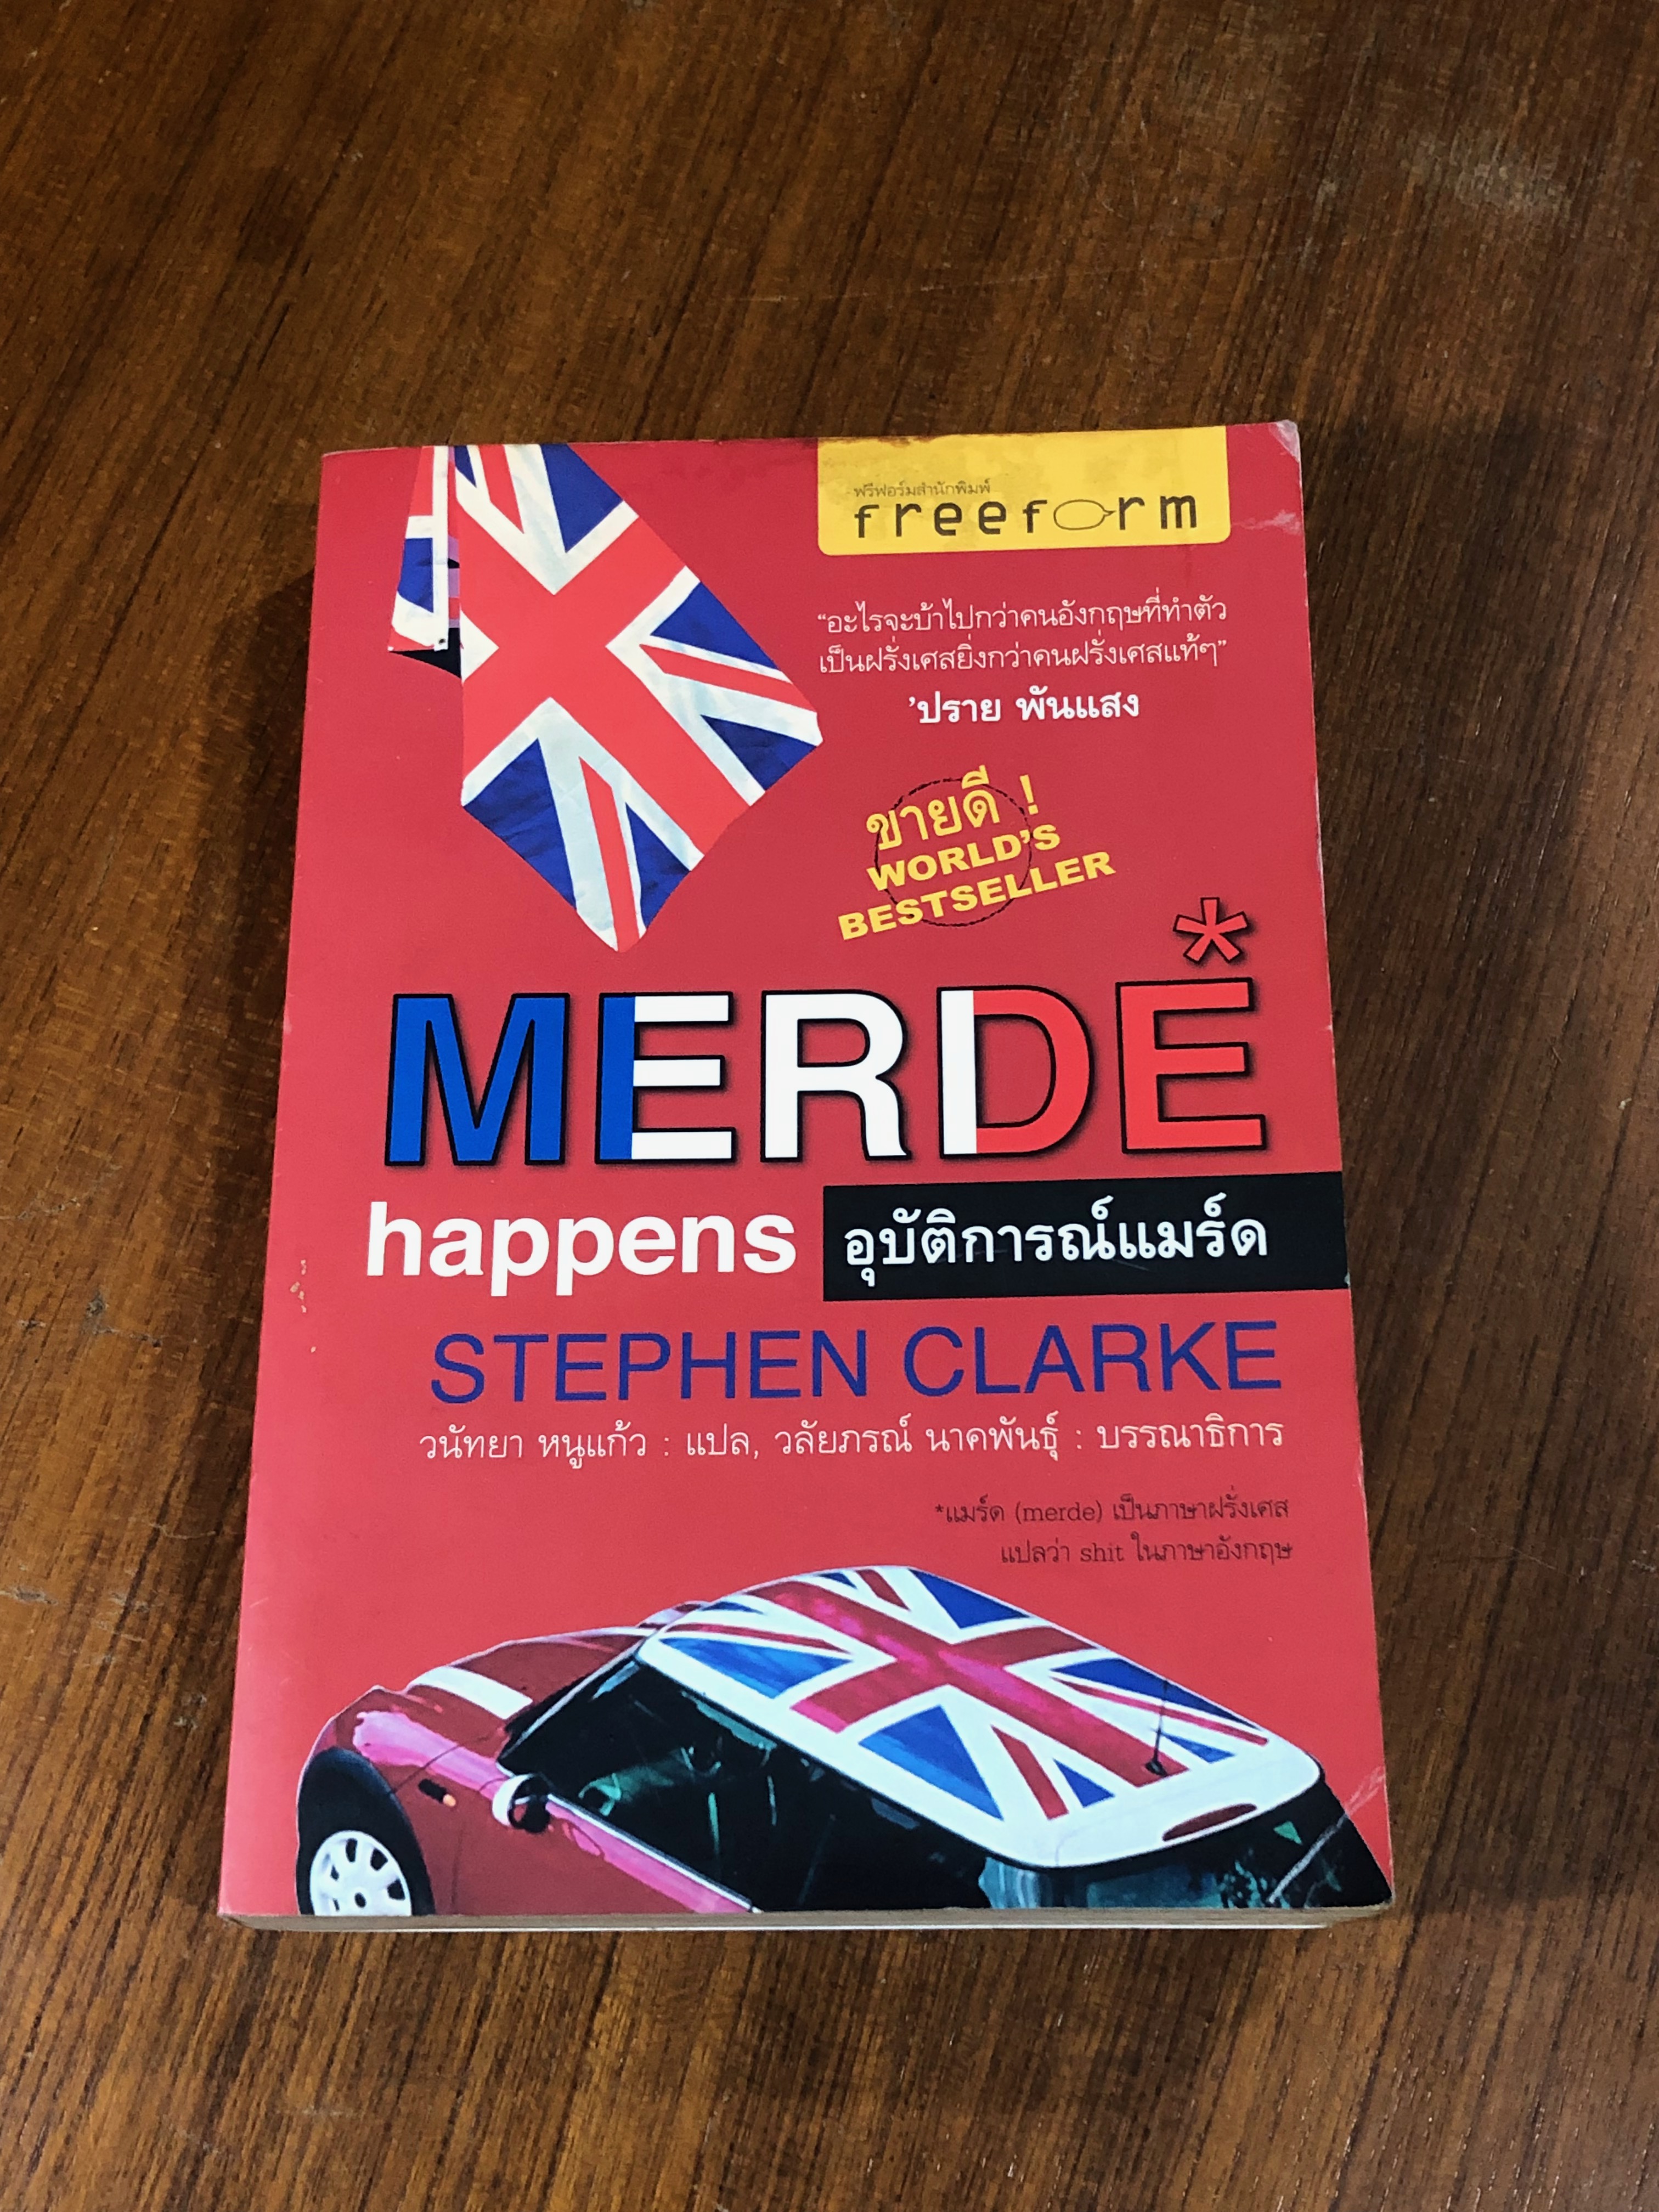 ฟรีฟอร์มสำนักพิมพ์
freeform
“อะไรจะบ้าไปกว่าคนอังกฤษที่ทำตัว
เป็นฝรั่งเศสยิ่งกว่าคนฝรั่งเศสแท้ๆ”
’ปราย พันแสง
ขายดี !
WORLD'S
BESTSELLER
MERDE*
happens อุบัติการณ์แมร์ด
STEPHEN CLARKE
วนัทยา หนูแก้ว : แปล, วลัยภรณ์ นาคพันธุ์ : บรรณาธิการ
*แมร์ด (merde) เป็นภาษาฝรั่งเศส
แปลว่า shit ในภาษาอังกฤษ